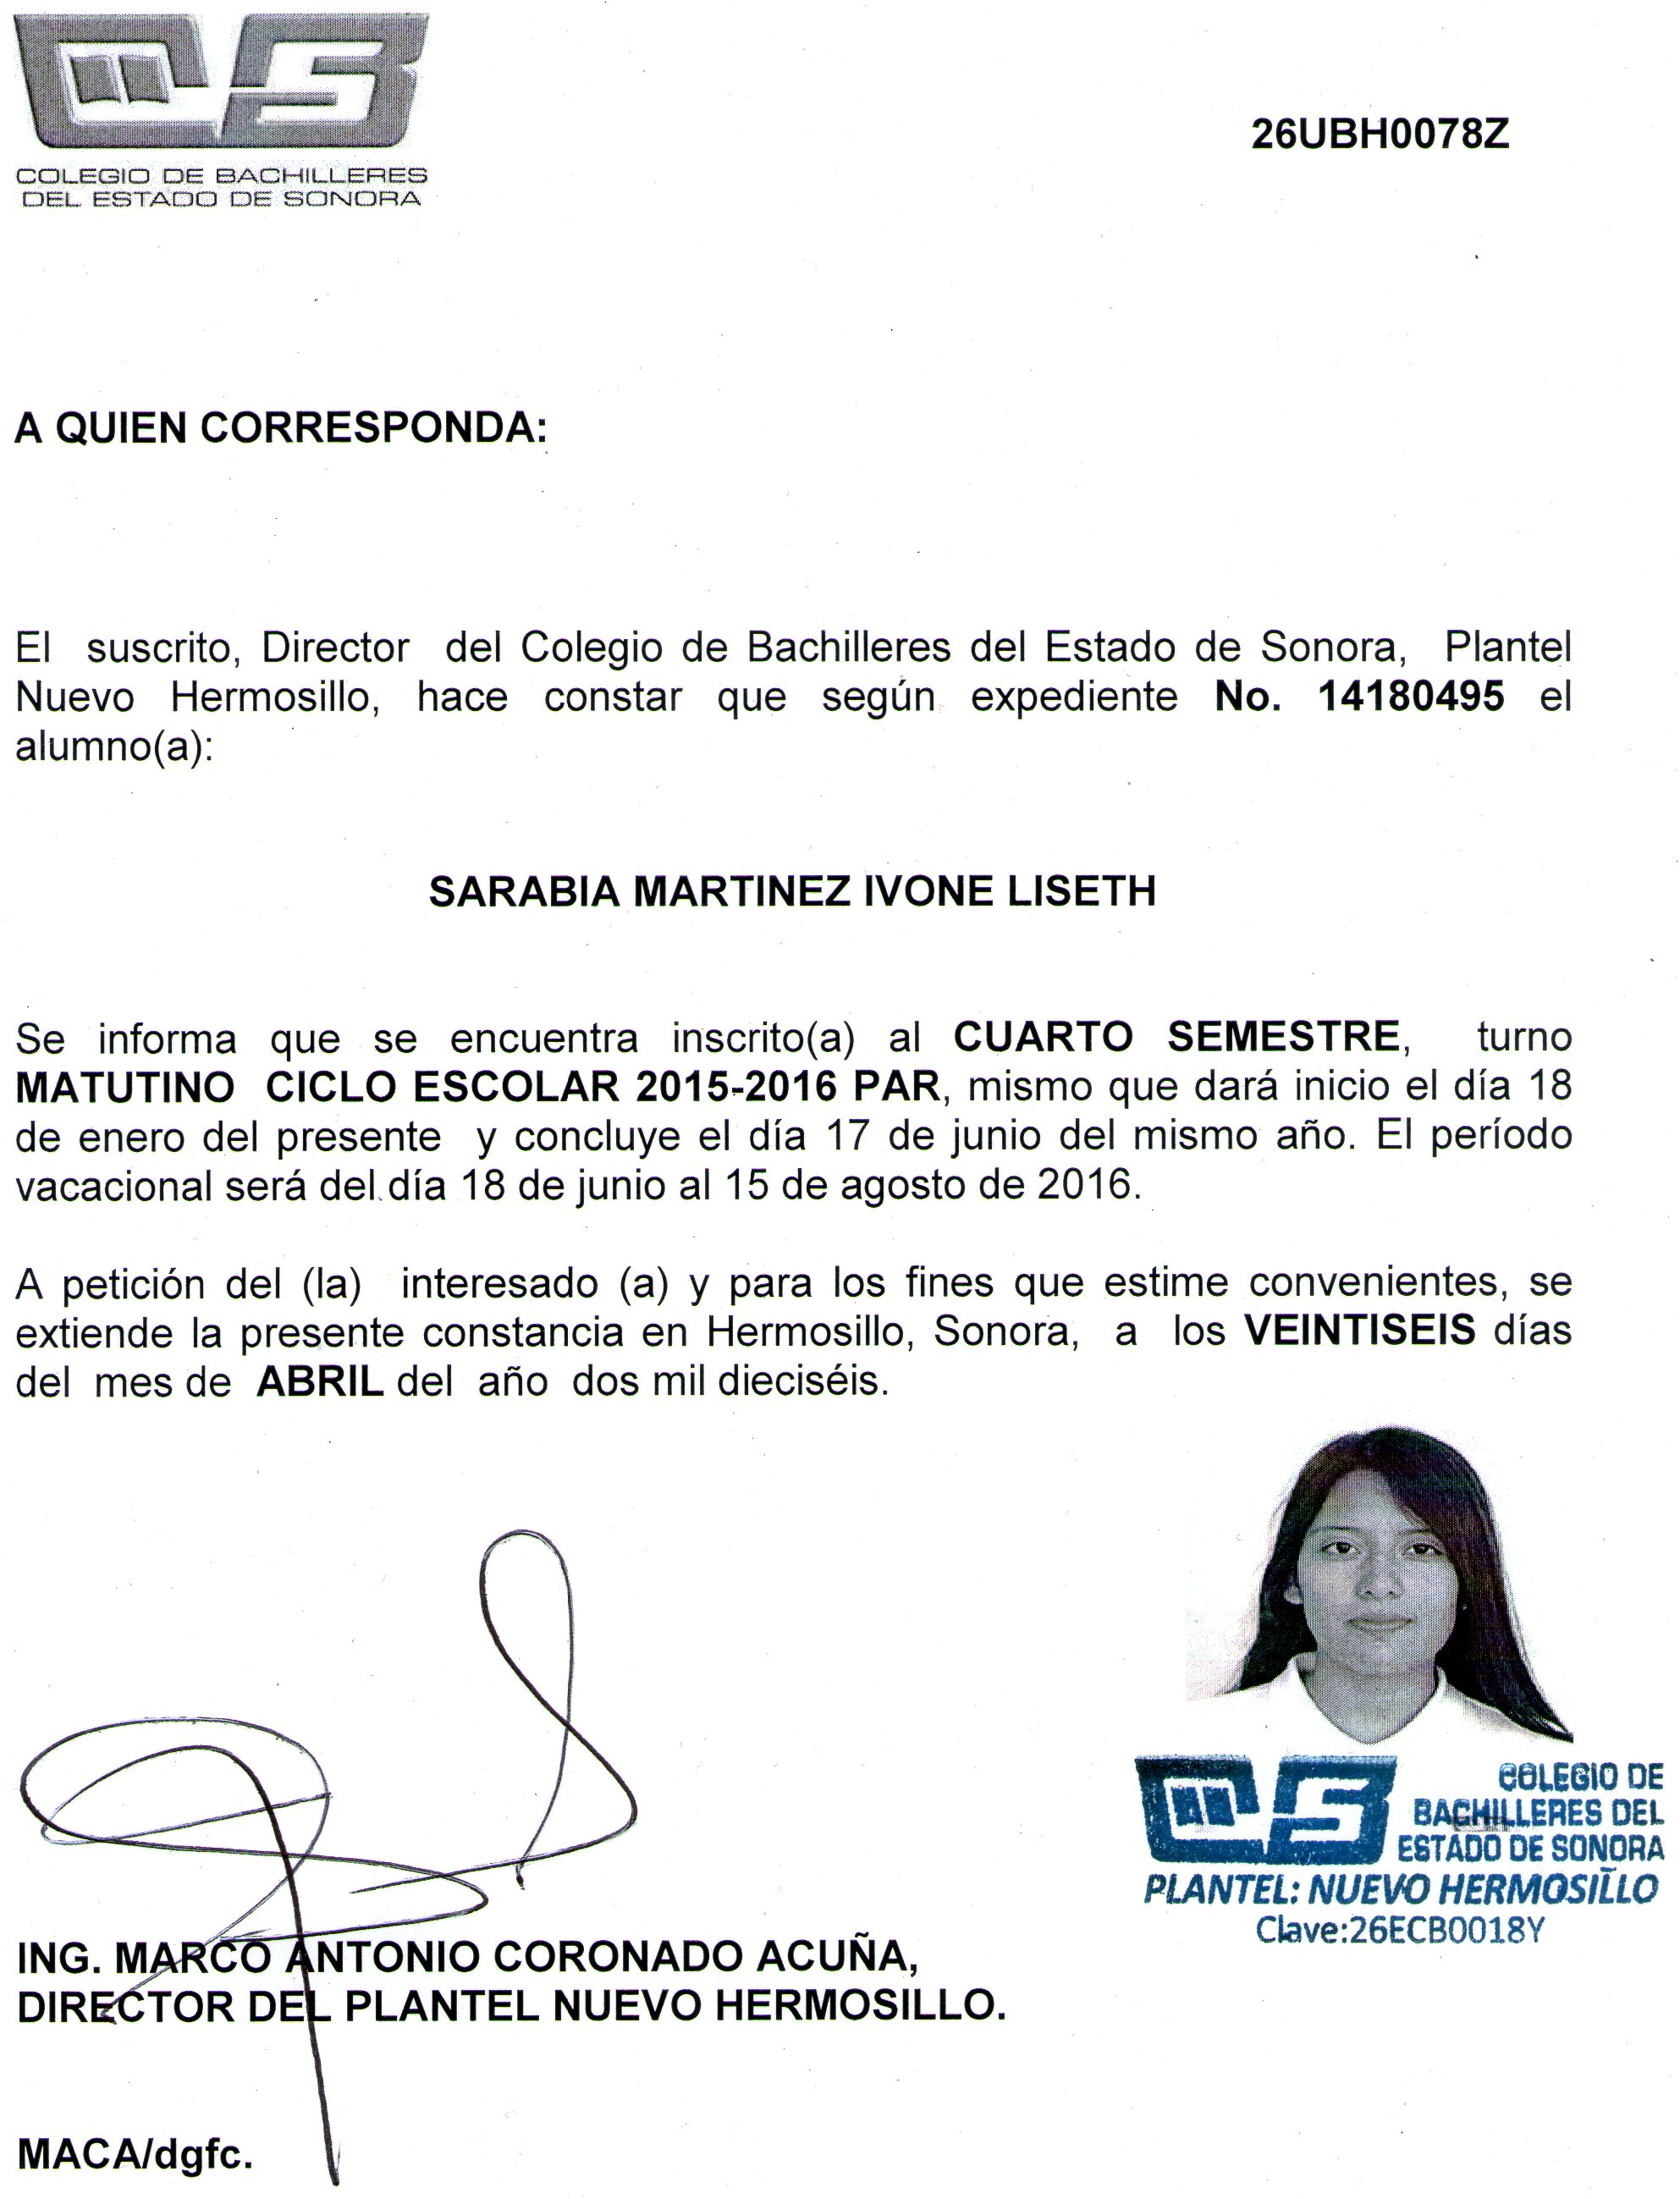 COLEGIO DE BACHILLERES
DEL ESTADO DE SONORA
26UBH0078Z
A QUIEN CORRESPONDA:
El suscrito, Director del Colegio de Bachilleres del Estado de Sonora, Plantel
Nuevo Hermosillo, hace constar que según expediente No. 14180495 el
alumno(a):
SARABIA MARTINEZ IVONE LISETH
Se informa que se encuentra inscrito(a) al CUARTO SEMESTRE, turno
MATUTINO CICLO ESCOLAR 2015-2016 PAR, mismo que dará inicio el día 18
de enero del presente y concluye el día 17 de junio del mismo año. El período
vacacional será del día 18 de junio al 15 de agosto de 2016.
A petición del (la) interesado (a) y para los fines que estime convenientes, se
extiende la presente constancia en Hermosillo, Sonora, a los VEINTISEIS días
del mes de ABRIL del año dos mil dieciséis.
COLEGIO DE
BACHILLERES DEL
ESTADO DE SONORA
PLANTEL: NUEVO HERMOSILLO
Clave:26ECB0018Y
ING. MARCO ANTONIO CORONADO ACUÑA,
DIRECTOR DEL PLANTEL NUEVO HERMOSILLO.
MACA/dgfc.